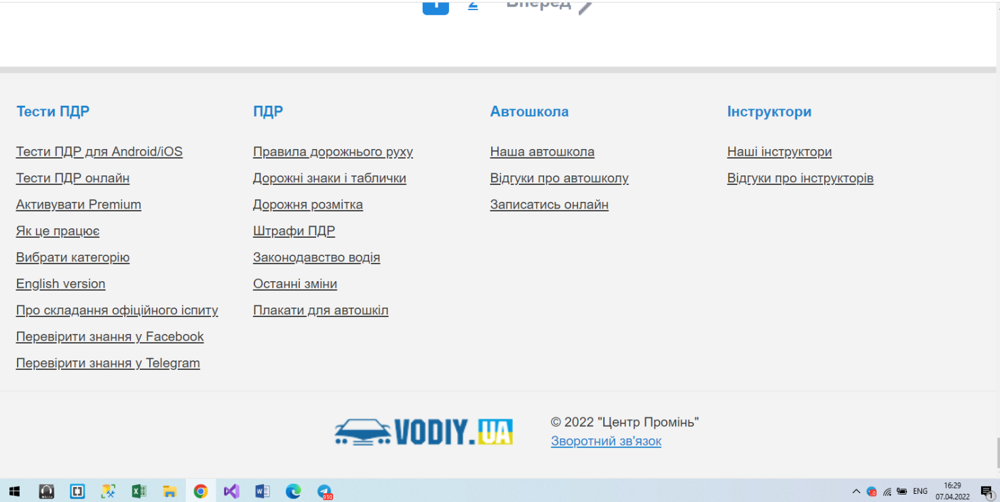 1 2 Вперед
Тести ПДР
Тести ПДР для Android/iOS
Тести ПДР онлайн
Активувати Premium
Як це працює
Вибрати категорію
English version
Про складання офіційного іспиту
Перевірити знання у Facebook
Перевірити знання у Telegram
ПДР
Правила дорожнього руху
Дорожні знаки і таблички
Дорожня розмітка
Штрафи ПДР
Законодавство водія
Останні зміни
Плакати для автошкіл
Автошкола
Наша автошкола
Відгуки про автошколу
Записатись онлайн
Інструктори
Наші інструктори
Відгуки про інструкторів
VODIY.UA
© 2022 "Центр Промінь"
Зворотний зв'язок
950
ENG
16:29
07.04.2022
1